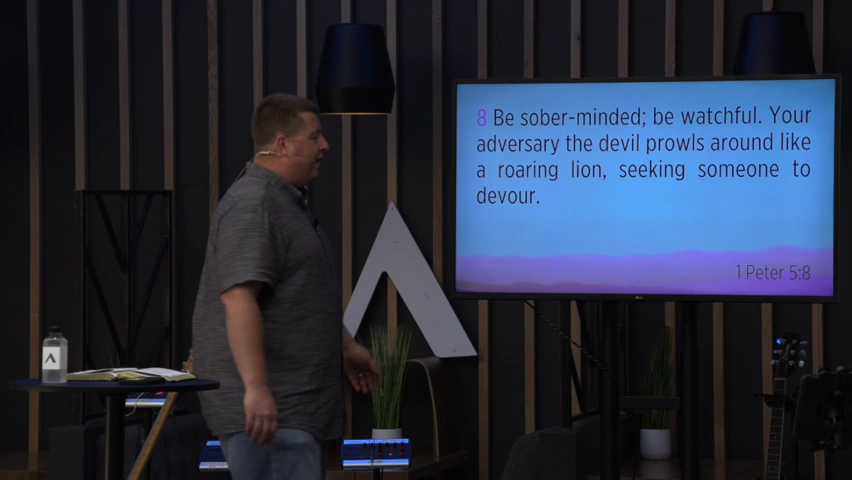 8 Be sober-minded; be watchful. Your
adversary the devil prowls around like
a roaring lion, seeking someone to
devour.
1 Peter 5:8